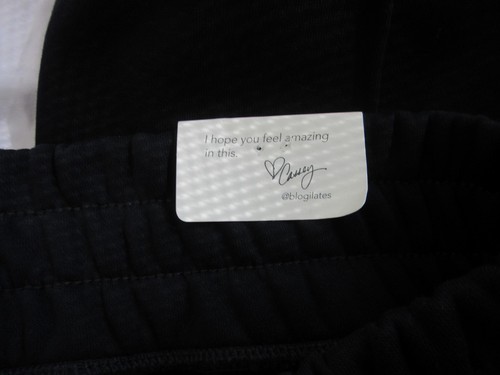 I hope you feel amazing
in this.
Cassey
@blogilates